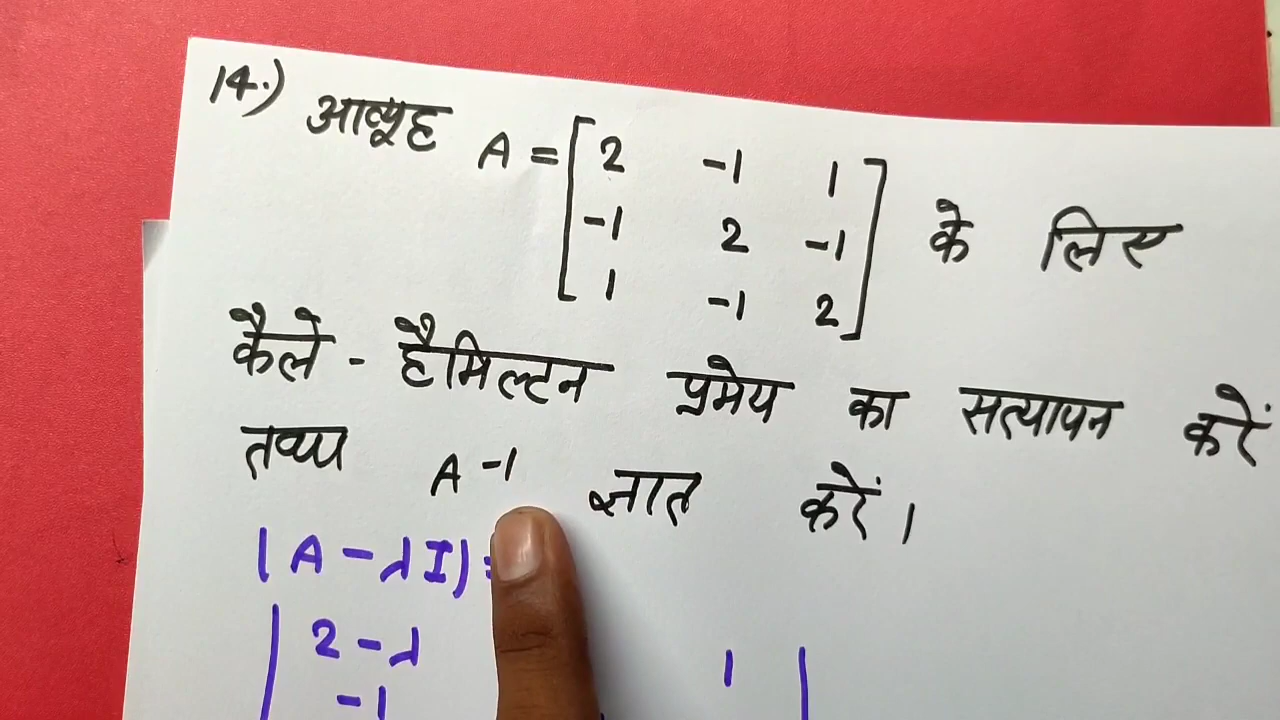 14.) आव्यूह A = [ 2 -1 1
-1 2 -1
1 -1 2 ] के लिए
कैले - हैमिल्टन प्रमेय का सत्यापन करें
तथा A -1 ज्ञात करें ।
| A - λI | =
| 2 - λ 1 |
-1